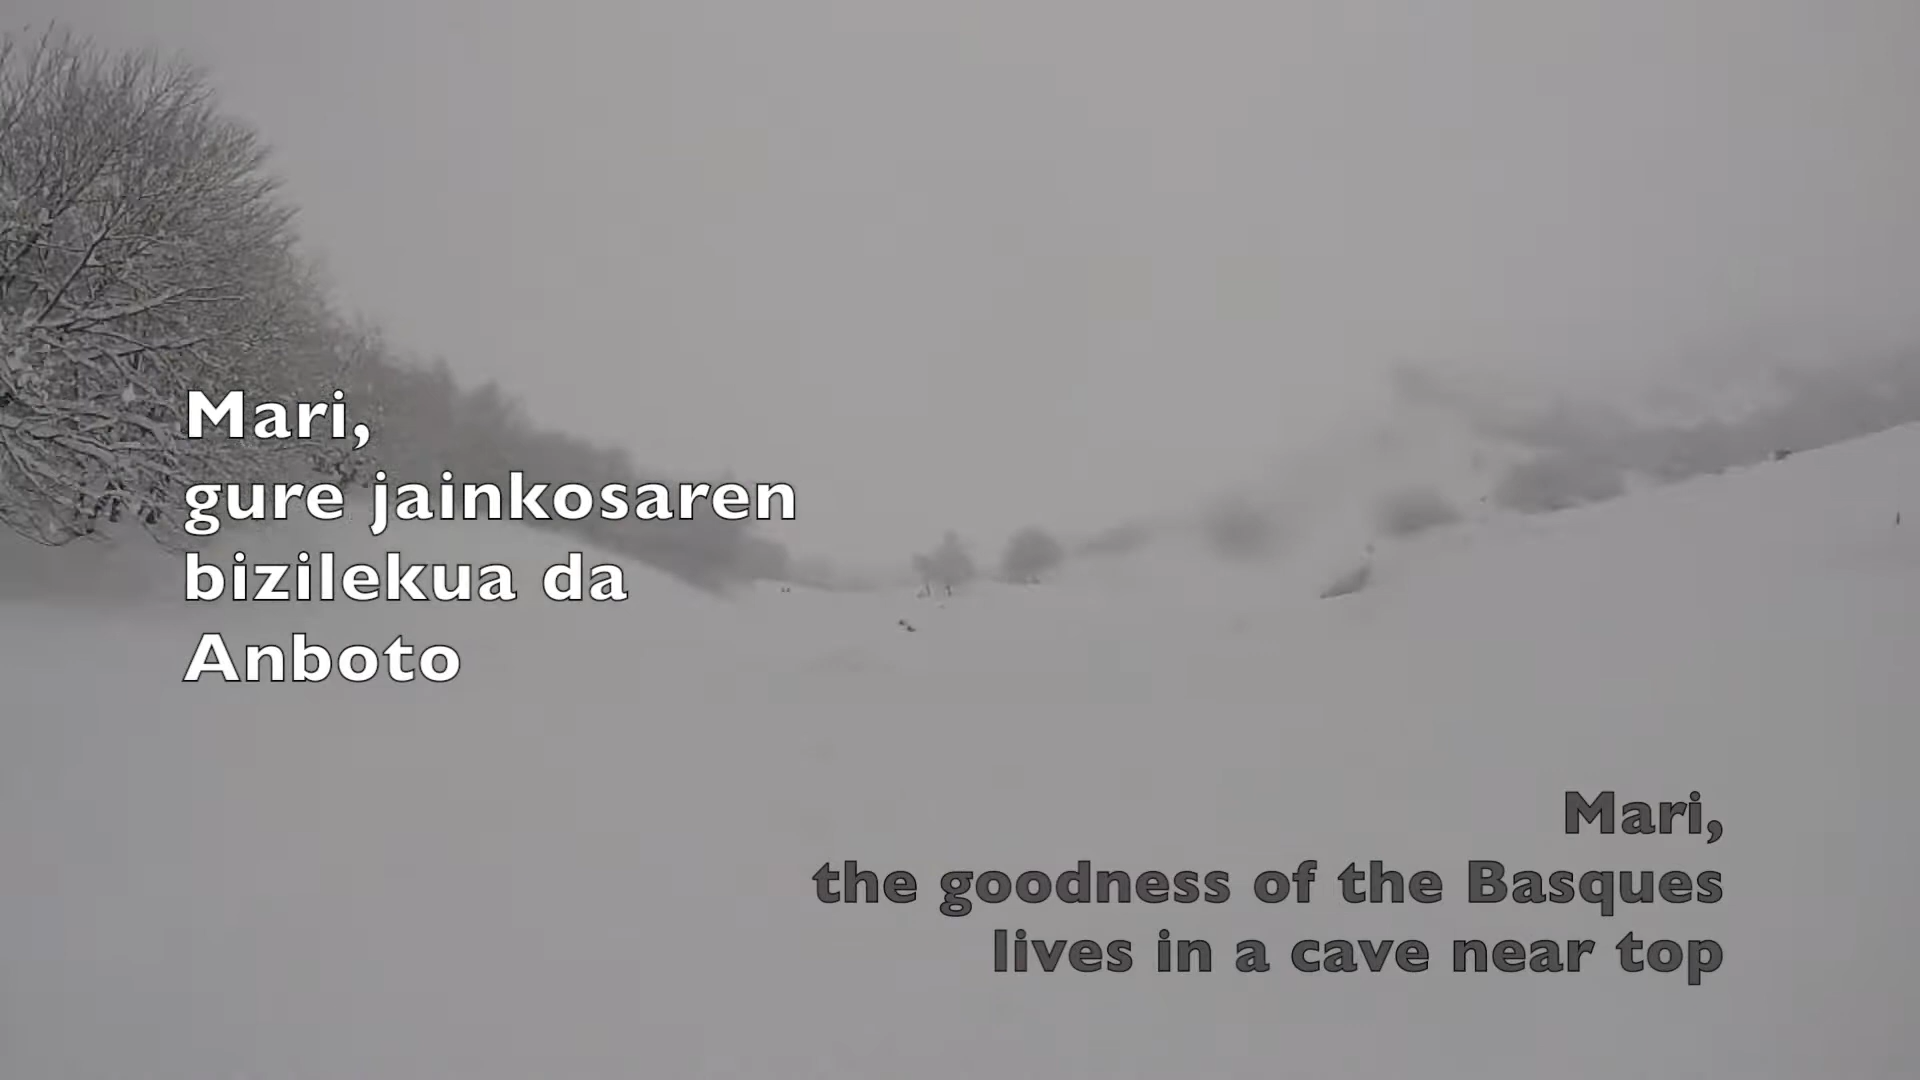 Mari,
gure jainkosaren
bizilekua da
Anboto
Mari,
the goodness of the Basques
lives in a cave near top